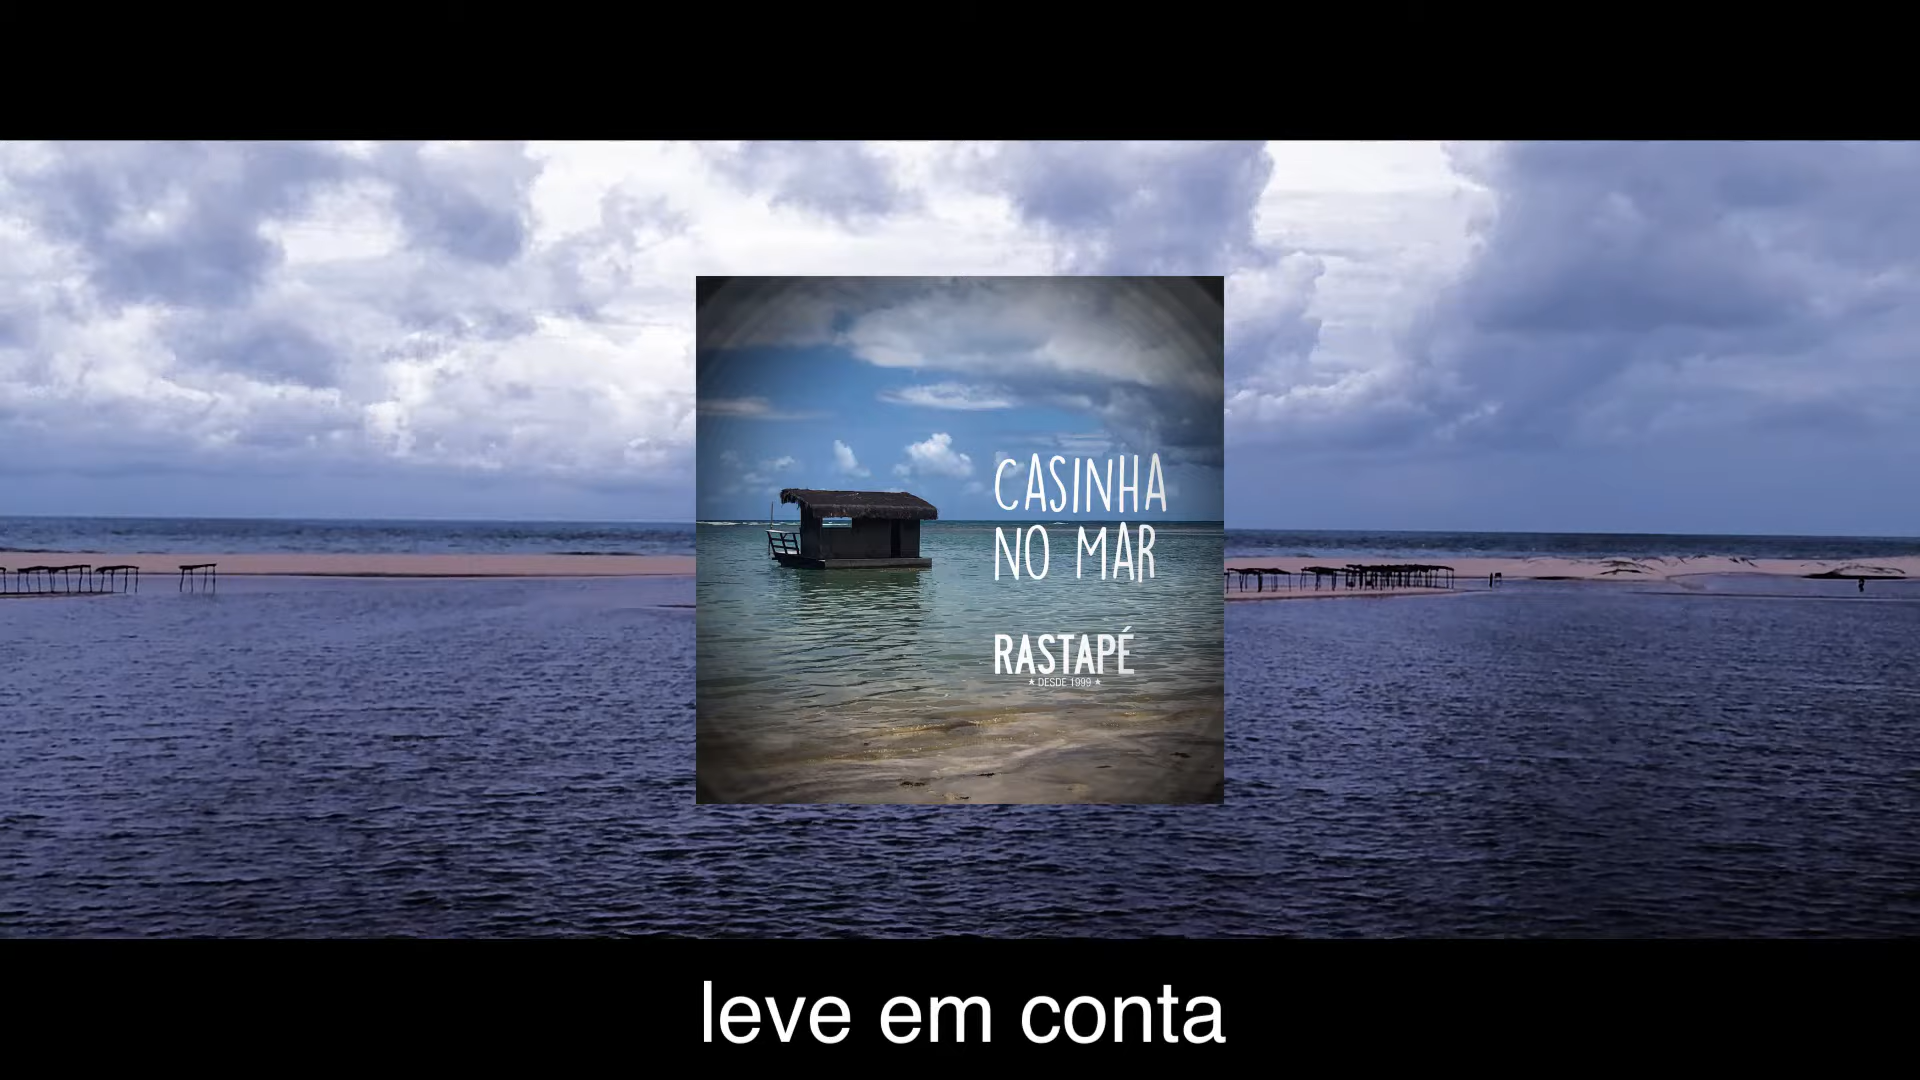 CASINHA
NO MAR
RASTAPÉ
★ DESDE 1999 ★
leve em conta